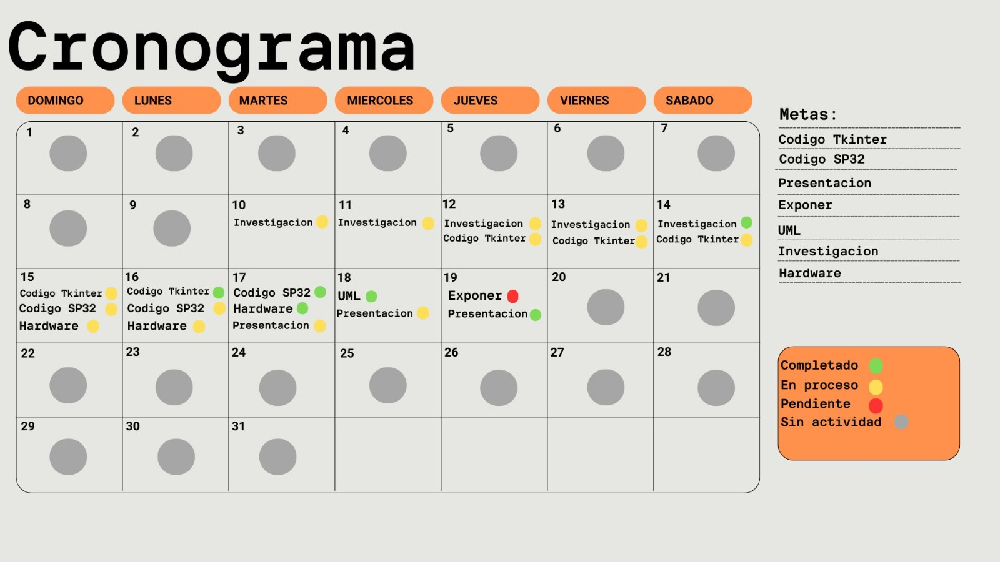 Cronograma
DOMINGO LUNES MARTES MIERCOLES JUEVES VIERNES SABADO
1 2 3 4 5 6 7
8 9 10 11 12 13 14
Investigacion Investigacion Investigacion Investigacion Investigacion
Codigo Tkinter Codigo Tkinter Codigo Tkinter
15 16 17 18 19 20 21
Codigo Tkinter Codigo Tkinter Codigo SP32 UML Exponer
Codigo SP32 Codigo SP32 Hardware Presentacion Presentacion
Hardware Hardware Presentacion
22 23 24 25 26 27 28
29 30 31
Metas:
Codigo Tkinter
Codigo SP32
Presentacion
Exponer
UML
Investigacion
Hardware
Completado
En proceso
Pendiente
Sin actividad